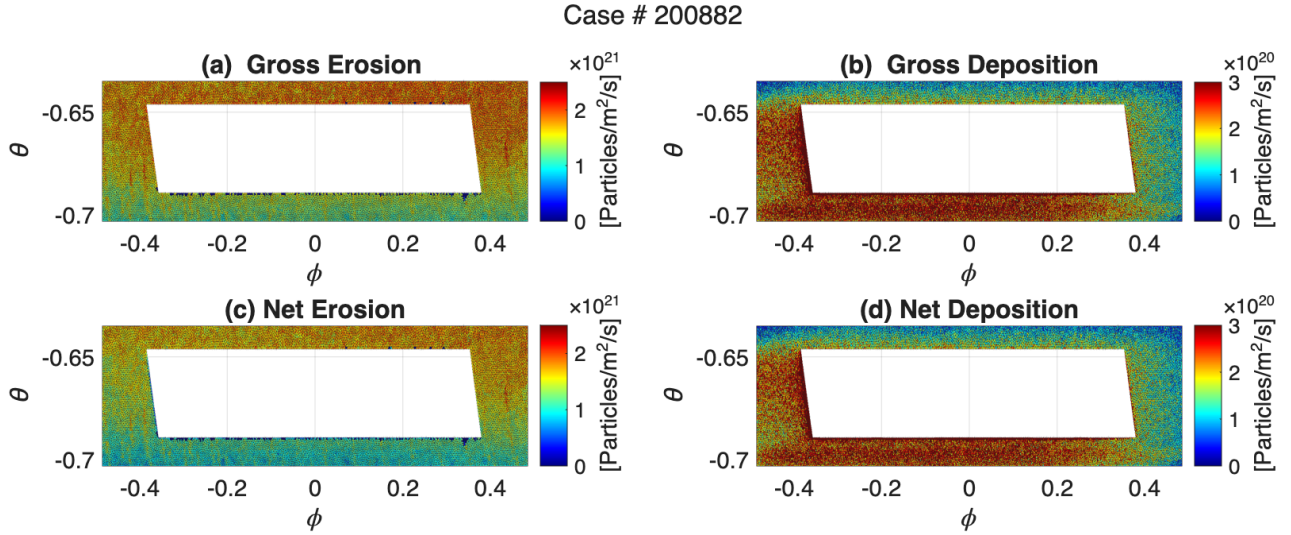 Case # 200882
(a) Gross Erosion
×10^21
-0.65
-0.7
θ
-0.4 -0.2 0 0.2 0.4
ϕ
2
1
0
[Particles/m²/s]
(b) Gross Deposition
×10^20
-0.65
-0.7
θ
-0.4 -0.2 0 0.2 0.4
ϕ
3
2
1
0
[Particles/m²/s]
(c) Net Erosion
×10^21
-0.65
-0.7
θ
-0.4 -0.2 0 0.2 0.4
ϕ
2
1
0
[Particles/m²/s]
(d) Net Deposition
×10^20
-0.65
-0.7
θ
-0.4 -0.2 0 0.2 0.4
ϕ
3
2
1
0
[Particles/m²/s]